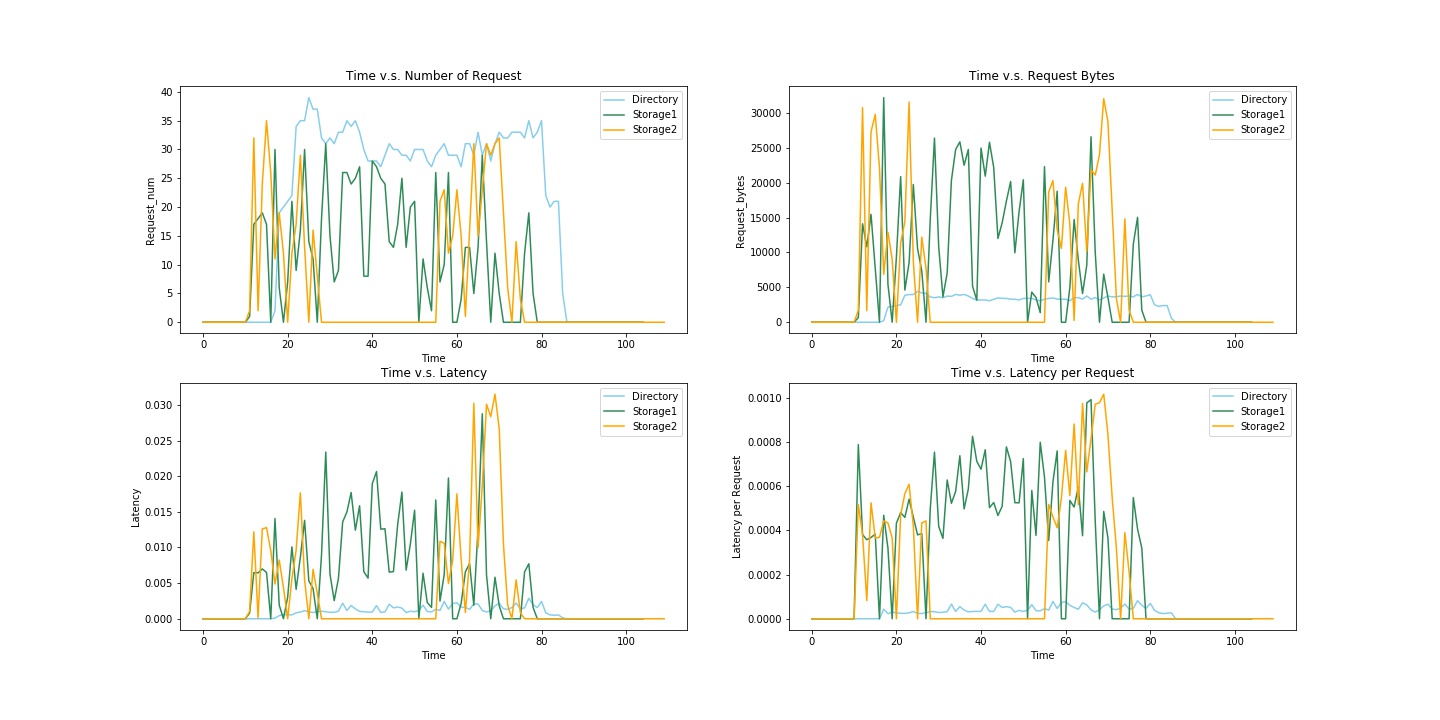 Time v.s. Number of Request
Request_num
40
35
30
25
20
15
10
5
0
Directory
Storage1
Storage2
0 20 40 60 80 100
Time
Time v.s. Request Bytes
Request_bytes
30000
25000
20000
15000
10000
5000
0
Directory
Storage1
Storage2
0 20 40 60 80 100
Time
Time v.s. Latency
Latency
0.030
0.025
0.020
0.015
0.010
0.005
0.000
Directory
Storage1
Storage2
0 20 40 60 80 100
Time
Time v.s. Latency per Request
Latency per Request
0.0010
0.0008
0.0006
0.0004
0.0002
0.0000
Directory
Storage1
Storage2
0 20 40 60 80 100
Time